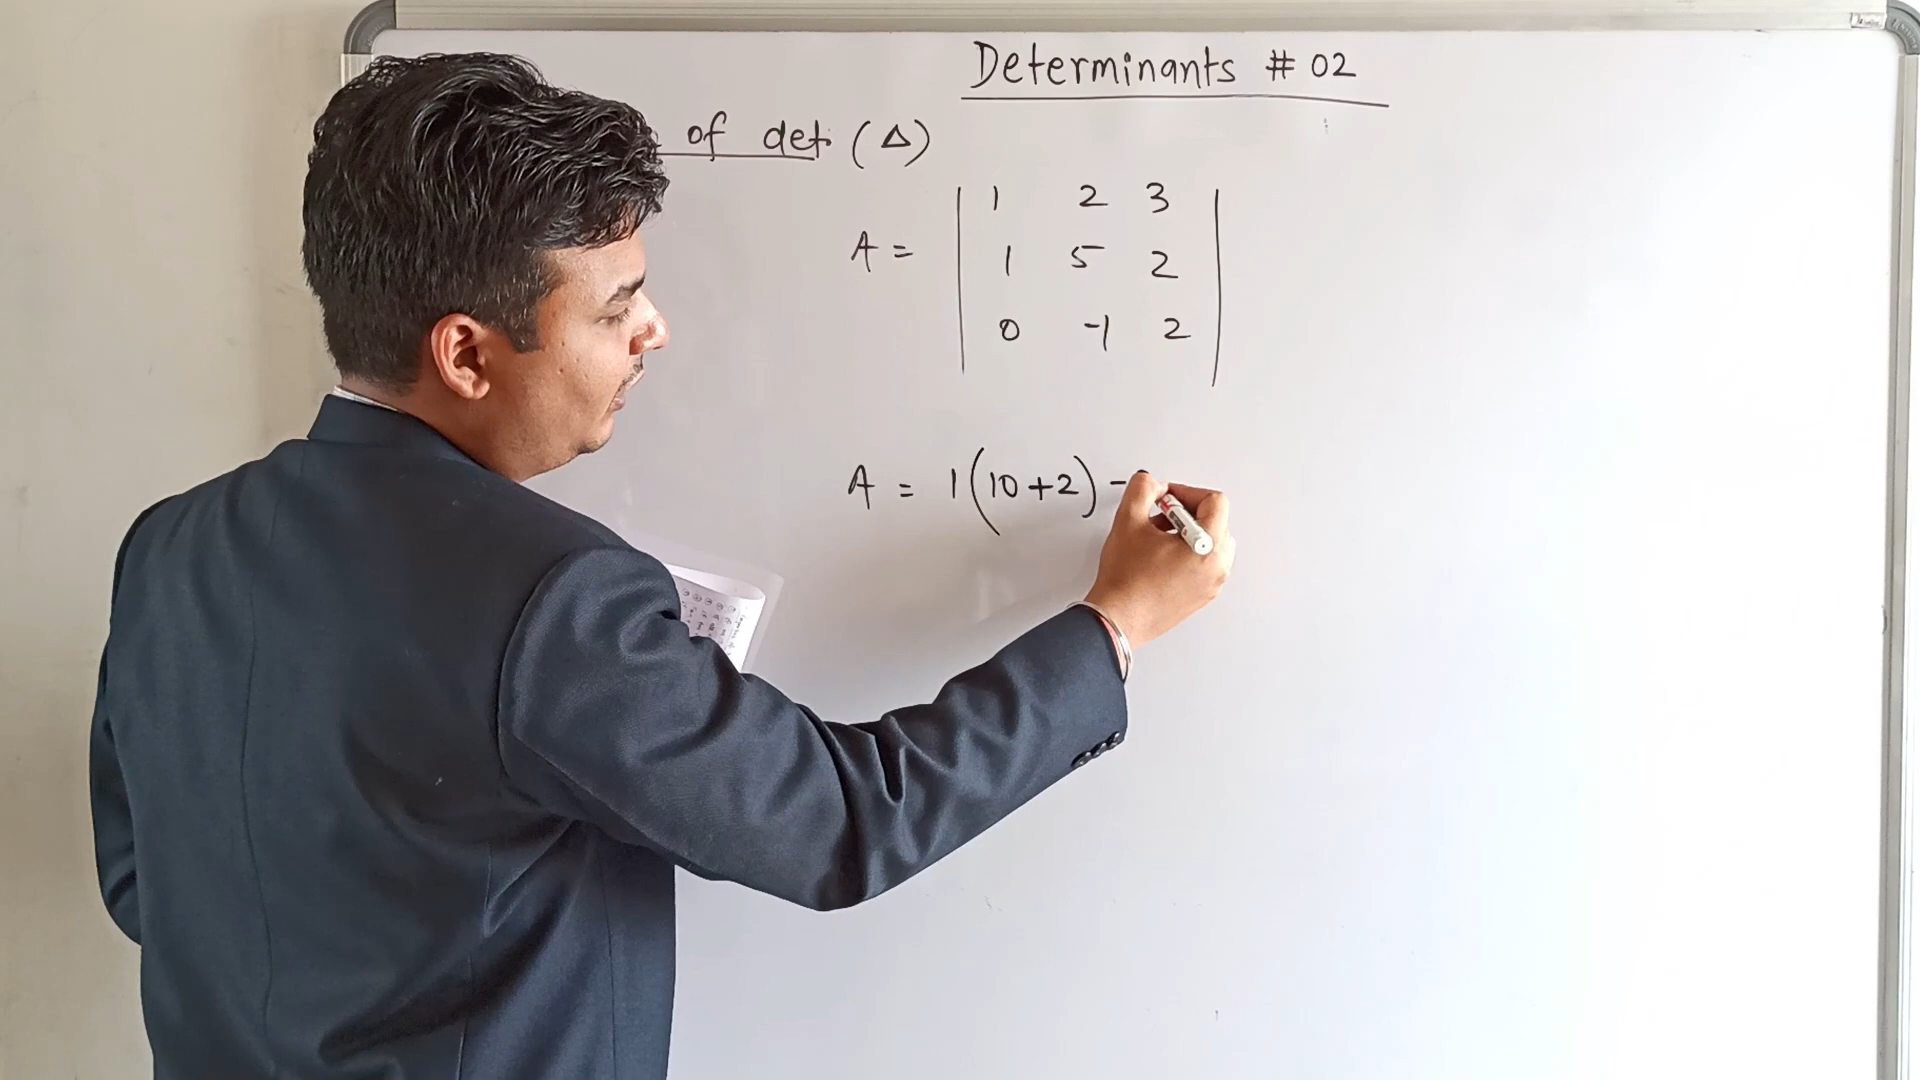 Determinants # 02
of det. (Δ)
A = | 1 2 3 |
| 1 5 2 |
| 0 -1 2 |
A = 1(10+2) -